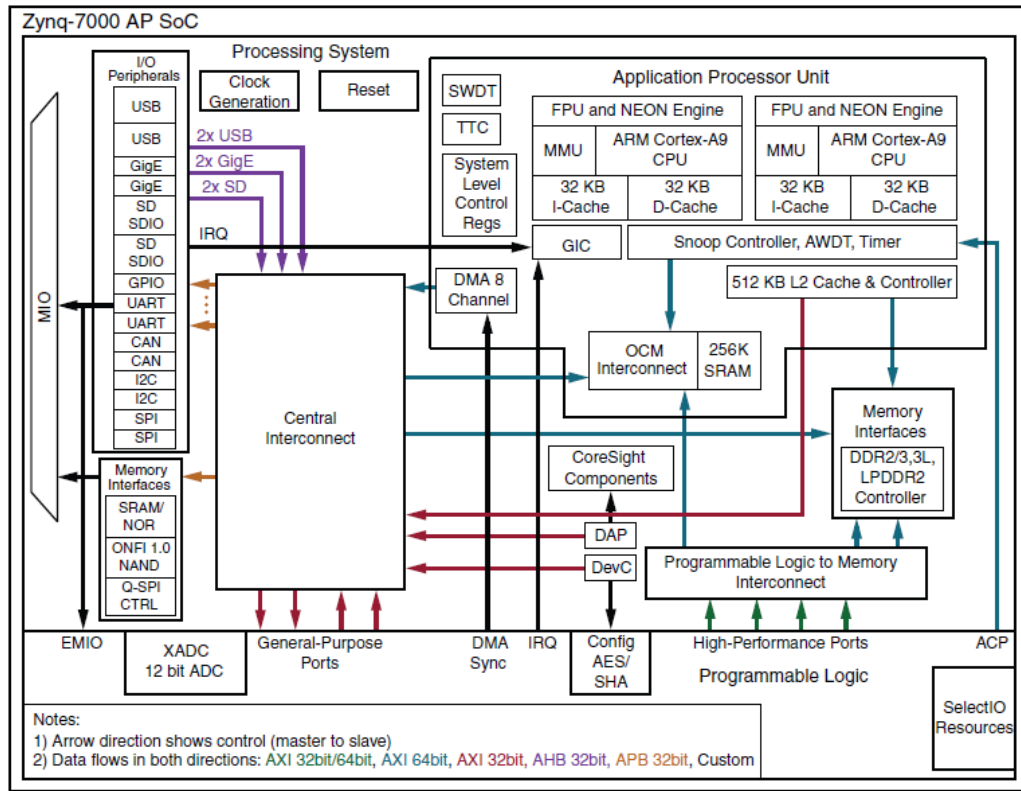 Zynq-7000 AP SoC
Processing System
I/O
Peripherals
USB
USB
GigE
GigE
SD
SDIO
SD
SDIO
GPIO
UART
UART
CAN
CAN
I2C
I2C
SPI
SPI
MIO
Memory
Interfaces
SRAM/
NOR
ONFI 1.0
NAND
Q-SPI
CTRL
Clock
Generation
Reset
2x USB
2x GigE
2x SD
IRQ
Central
Interconnect
Application Processor Unit
SWDT
TTC
System
Level
Control
Regs
FPU and NEON Engine
MMU
ARM Cortex-A9
CPU
32 KB
I-Cache
32 KB
D-Cache
FPU and NEON Engine
MMU
ARM Cortex-A9
CPU
32 KB
I-Cache
32 KB
D-Cache
GIC
Snoop Controller, AWDT, Timer
DMA 8
Channel
512 KB L2 Cache & Controller
OCM
Interconnect
256K
SRAM
Memory
Interfaces
DDR2/3,3L,
LPDDR2
Controller
CoreSight
Components
DAP
DevC
Programmable Logic to Memory
Interconnect
EMIO
XADC
12 bit ADC
General-Purpose
Ports
DMA
Sync
IRQ
Config
AES/
SHA
High-Performance Ports
ACP
Programmable Logic
SelectIO
Resources
Notes:
1) Arrow direction shows control (master to slave)
2) Data flows in both directions: AXI 32bit/64bit, AXI 64bit, AXI 32bit, AHB 32bit, APB 32bit, Custom